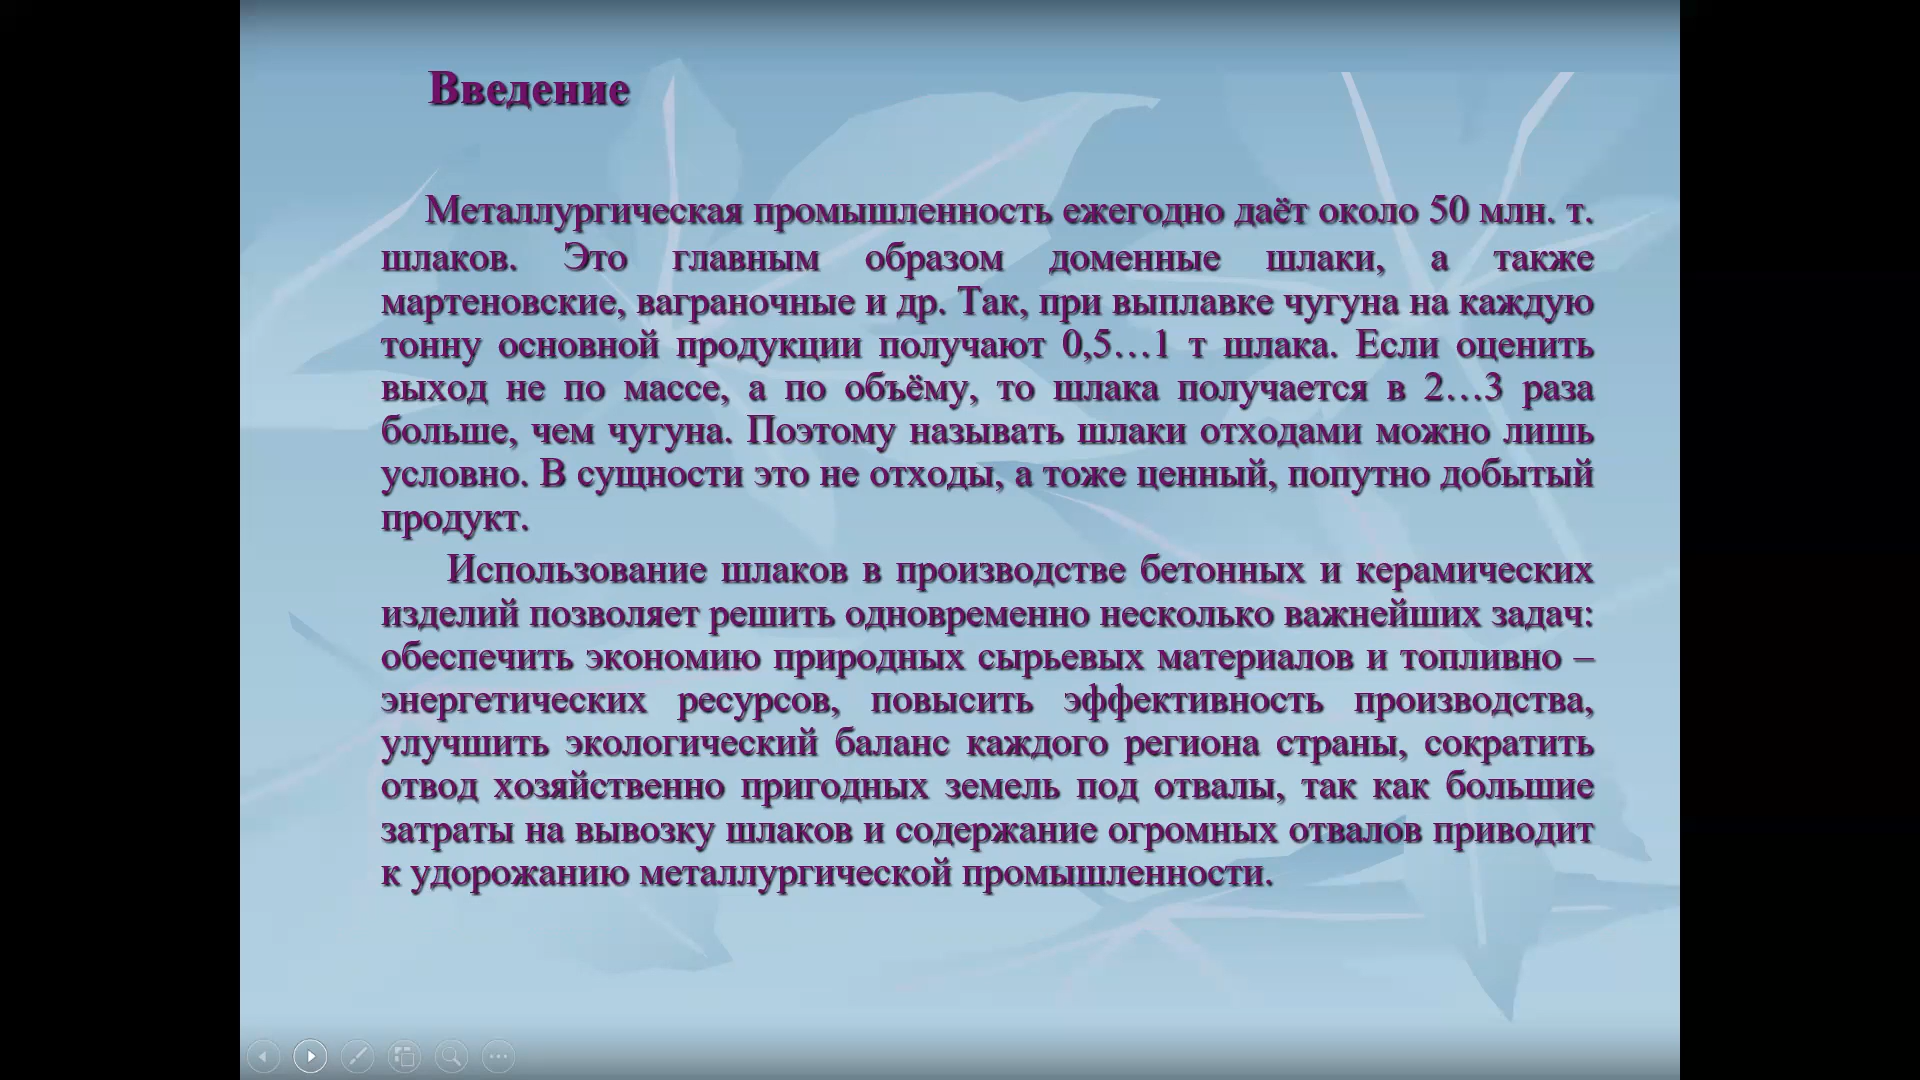 Введение
Металлургическая промышленность ежегодно даёт около 50 млн. т.
шлаков. Это главным образом доменные шлаки, а также
мартеновские, ваграночные и др. Так, при выплавке чугуна на каждую
тонну основной продукции получают 0,5…1 т шлака. Если оценить
выход не по массе, а по объёму, то шлака получается в 2…3 раза
больше, чем чугуна. Поэтому называть шлаки отходами можно лишь
условно. В сущности это не отходы, а тоже ценный, попутно добытый
продукт.
Использование шлаков в производстве бетонных и керамических
изделий позволяет решить одновременно несколько важнейших задач:
обеспечить экономию природных сырьевых материалов и топливно –
энергетических ресурсов, повысить эффективность производства,
улучшить экологический баланс каждого региона страны, сократить
отвод хозяйственно пригодных земель под отвалы, так как большие
затраты на вывозку шлаков и содержание огромных отвалов приводит
к удорожанию металлургической промышленности.